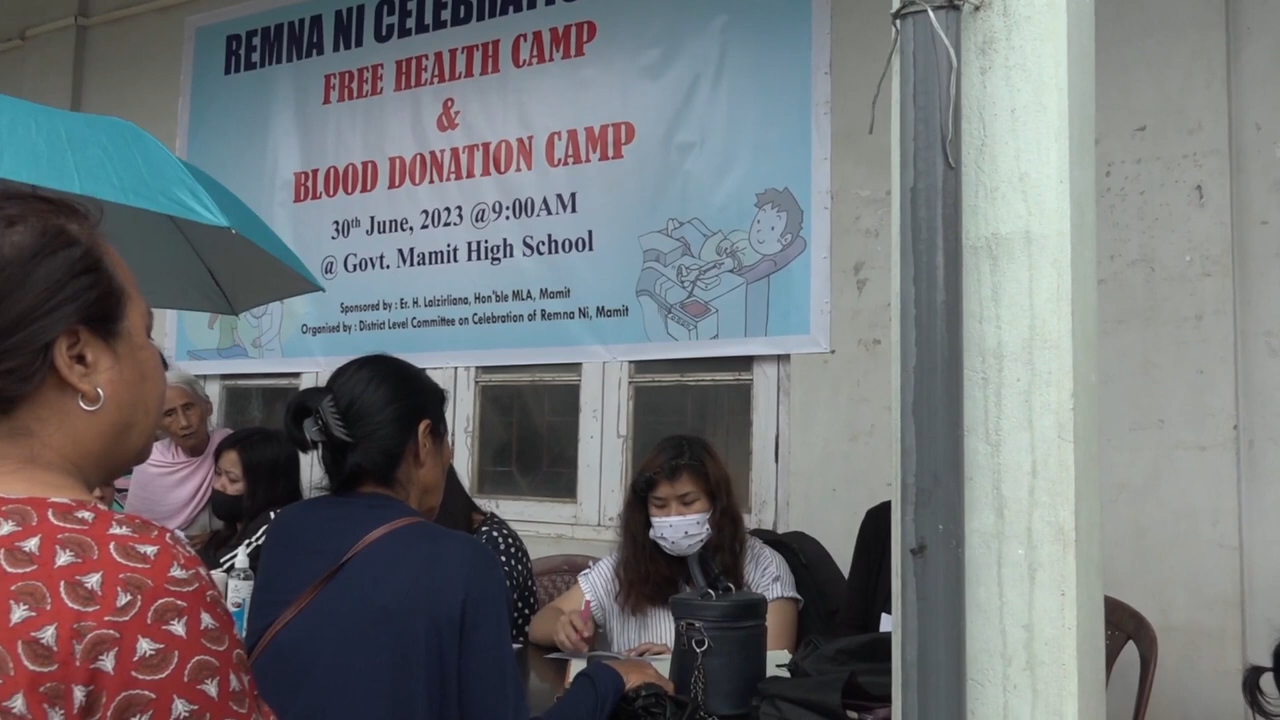 REMNA NI CELEBRATIO
FREE HEALTH CAMP
&
BLOOD DONATION CAMP
30th June, 2023 @9:00AM
@ Govt. Mamit High School
Sponsored by : Er. H. Lalzirliana, Hon'ble MLA, Mamit
Organised by : District Level Committee on Celebration of Remna Ni, Mamit